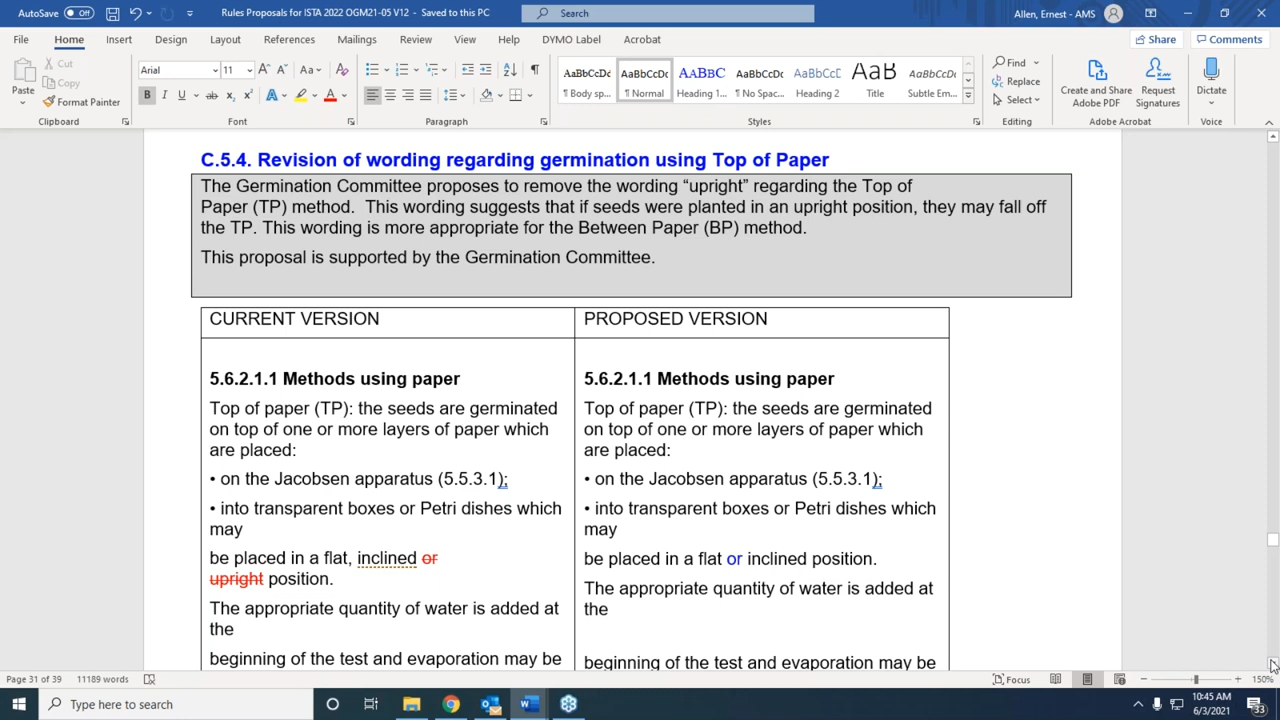 AutoSave Off
Rules Proposals for ISTA 2022 OGM21-05 V12 - Saved to this PC
Search
Allen, Ernest - AMS
File Home Insert Design Layout References Mailings Review View Help DYMO Label Acrobat
Share Comments
Paste
Cut
Copy
Format Painter
Clipboard
Arial 11
Font
Paragraph
AaBbCcDc AaBbCcDc AaBbC AaBbCcDc AaBbCcC AaB AaBbCcDc
¶ Body sp... ¶ Normal Heading 1... ¶ No Spac... Heading 2 Title Subtle Em...
Styles
Find
Replace
Select
Editing
Create and Share
Adobe PDF
Request
Signatures
Adobe Acrobat
Dictate
Voice
C.5.4. Revision of wording regarding germination using Top of Paper
The Germination Committee proposes to remove the wording “upright” regarding the Top of
Paper (TP) method. This wording suggests that if seeds were planted in an upright position, they may fall off
the TP. This wording is more appropriate for the Between Paper (BP) method.
This proposal is supported by the Germination Committee.
CURRENT VERSION
5.6.2.1.1 Methods using paper
Top of paper (TP): the seeds are germinated
on top of one or more layers of paper which
are placed:
• on the Jacobsen apparatus (5.5.3.1);
• into transparent boxes or Petri dishes which
may
be placed in a flat, inclined or
upright position.
The appropriate quantity of water is added at
the
beginning of the test and evaporation may be
PROPOSED VERSION
5.6.2.1.1 Methods using paper
Top of paper (TP): the seeds are germinated
on top of one or more layers of paper which
are placed:
• on the Jacobsen apparatus (5.5.3.1);
• into transparent boxes or Petri dishes which
may
be placed in a flat or inclined position.
The appropriate quantity of water is added at
the
beginning of the test and evaporation may be
Page 31 of 39 11189 words
Focus
150%
Type here to search
10:45 AM
6/3/2021
33